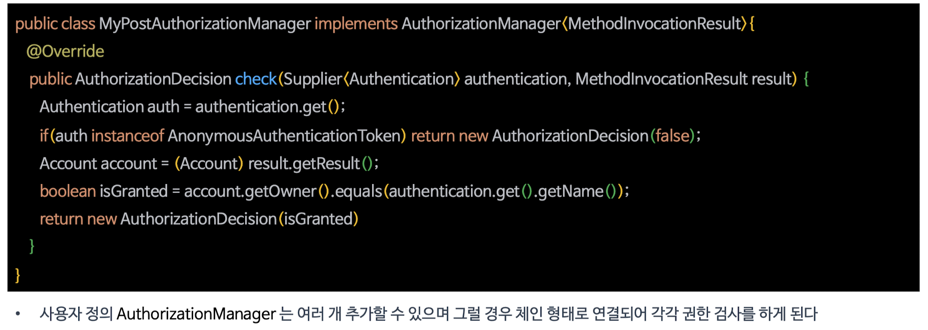 public class MyPostAuthorizationManager implements AuthorizationManager<MethodInvocationResult>{
@Override
public AuthorizationDecision check(Supplier<Authentication> authentication, MethodInvocationResult result) {
Authentication auth = authentication.get();
if(auth instanceof AnonymousAuthenticationToken) return new AuthorizationDecision(false);
Account account = (Account) result.getResult();
boolean isGranted = account.getOwner().equals(authentication.get().getName());
return new AuthorizationDecision(isGranted)
}
}
• 사용자 정의 AuthorizationManager 는 여러 개 추가할 수 있으며 그럴 경우 체인 형태로 연결되어 각각 권한 검사를 하게 된다